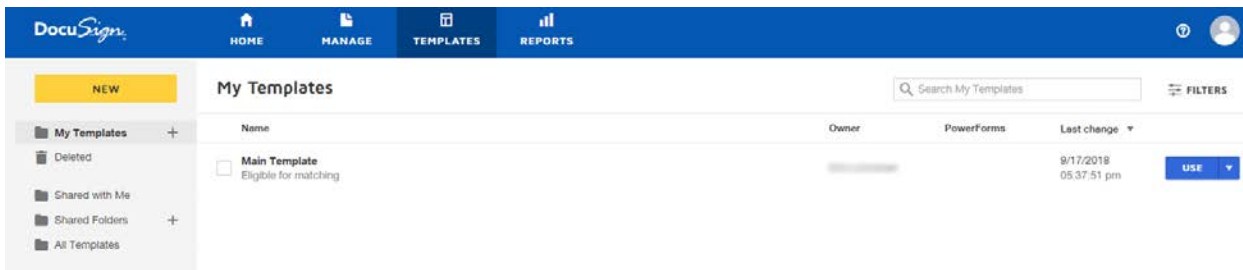 DocuSign
HOME MANAGE TEMPLATES REPORTS
NEW
My Templates
Deleted
Shared with Me
Shared Folders
All Templates
My Templates
Search My Templates
FILTERS
Name Owner PowerForms Last change
Main Template
Eligible for matching
9/17/2018
05:37:51 pm
USE